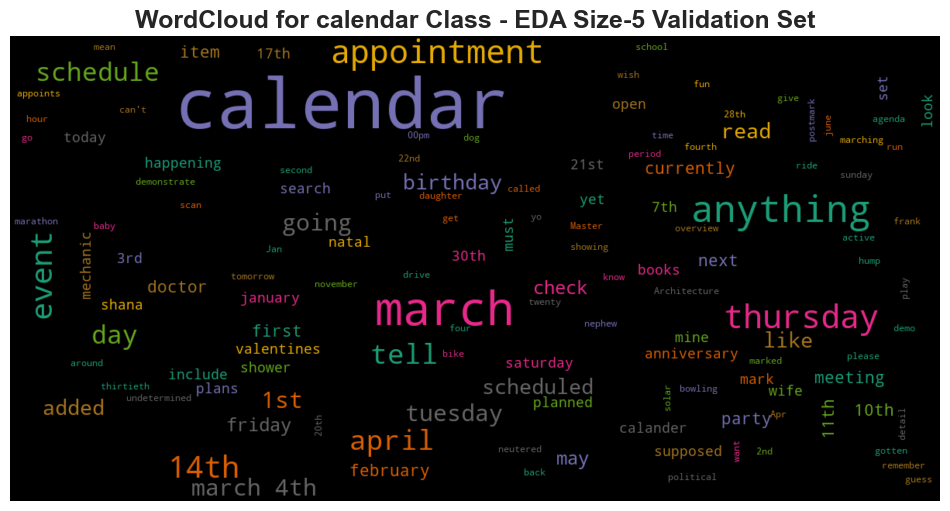 WordCloud for calendar Class - EDA Size-5 Validation Set
mean item 17th appointment school
schedule calendar wish fun set
appoints can't open 28th give postmark look
hour june agenda
go today OOpm dog time read fourth marching
happening second 22nd period currently ride run
demonstrate search birthday 21st sunday
scan put daughter called yet 7th anything
marathon baby going get must yo Master overview frank
event mechanic natal showing active
3rd Jan 30th books next hump
tomorrow drive know
doctor november check Architecture play
shana january march twenty thursday
day first four nephew mine demo
valentines tell like
around shower bike saturday anniversary marked please
include scheduled mark meeting
thirtieth plans solar bowling wife
undetermined planned
added 1st tuesday party Apr 11th 10th
friday 20th calander detail
april want
neutered supposed 2nd gotten
14th february may remember
march 4th back political guess